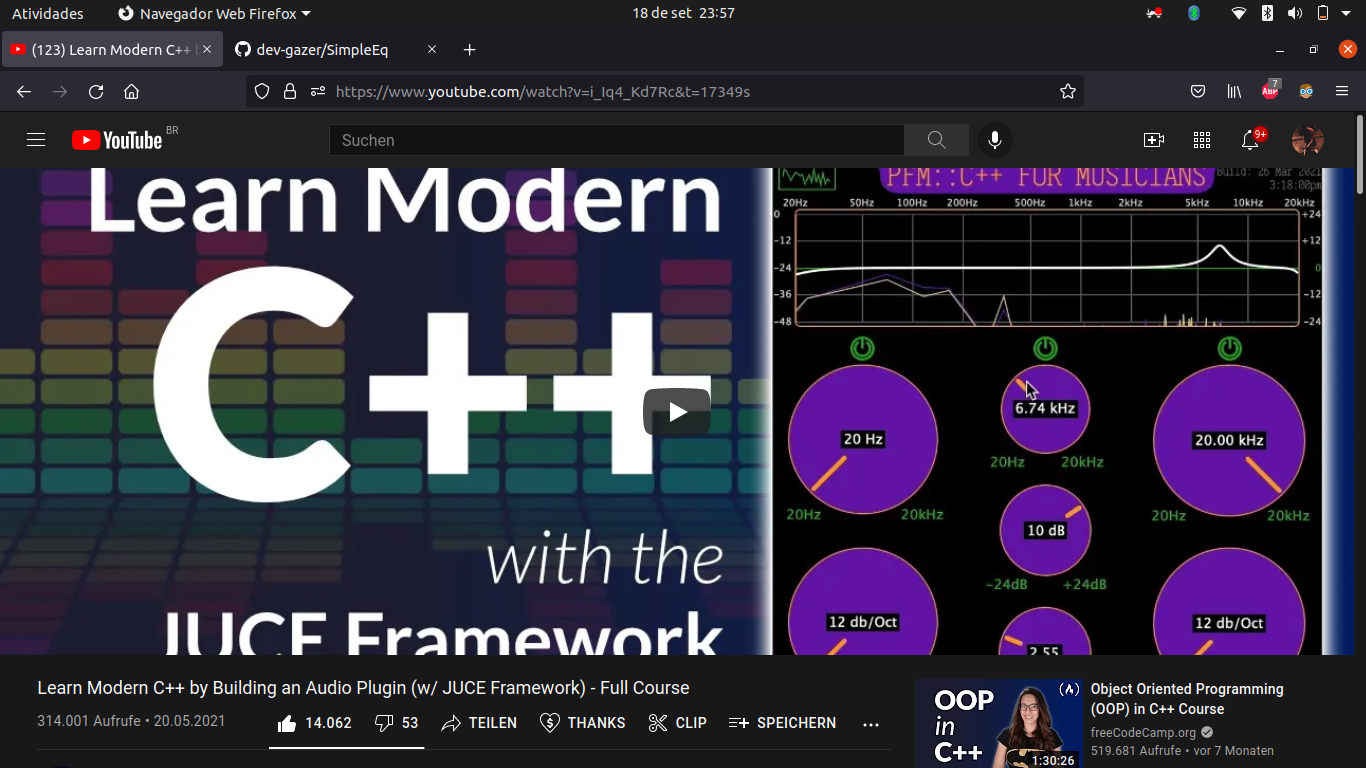 Atividades
Navegador Web Firefox
18 de set 23:57
(123) Learn Modern C++
dev-gazer/SimpleEq
https://www.youtube.com/watch?v=i_Iq4_Kd7Rc&t=17349s
ABP
7
YouTube
BR
Suchen
9+
Learn Modern
C++
with the
JUCE Framework
PFM::C++ FOR MUSICIANS
Build: 26 Mar 2021
3:18:00pm
20Hz 50Hz 100Hz 200Hz 500Hz 1kHz 2kHz 5kHz 10kHz 20kHz
0 +24
-12 +12
-24 0
-36 -12
-48 -24
20 Hz
20Hz 20kHz
6.74 kHz
20Hz 20kHz
20.00 kHz
20Hz 20kHz
10 dB
-24dB +24dB
12 db/Oct
2.55
12 db/Oct
Learn Modern C++ by Building an Audio Plugin (w/ JUCE Framework) - Full Course
314.001 Aufrufe • 20.05.2021
14.062
53
TEILEN
THANKS
CLIP
SPEICHERN
OOP
in
C++
1:30:26
Object Oriented Programming
(OOP) in C++ Course
freeCodeCamp.org
519.681 Aufrufe • vor 7 Monaten